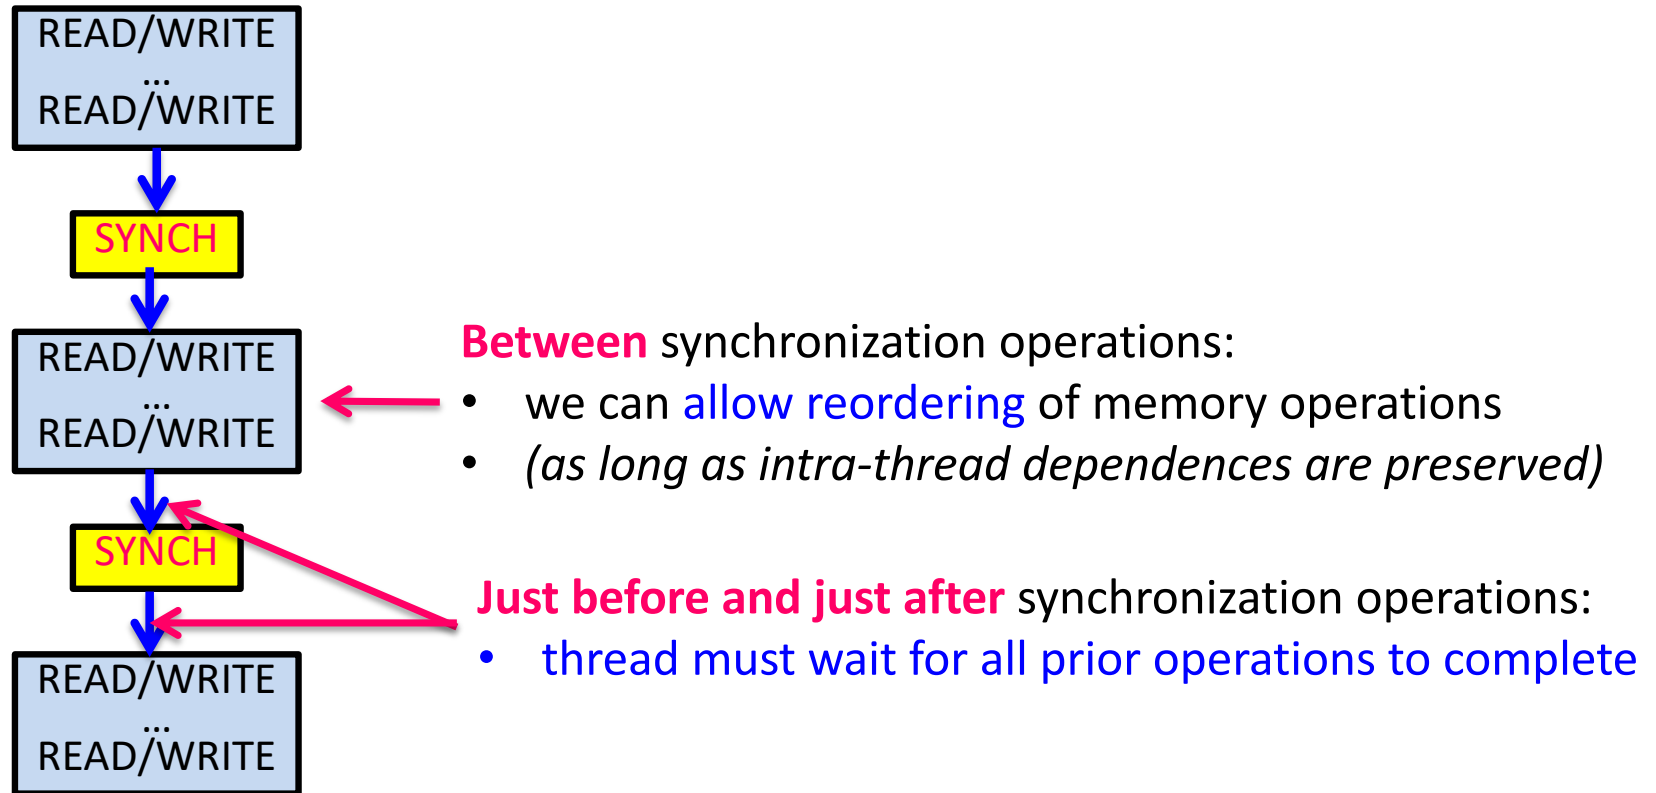 READ/WRITE
...
READ/WRITE
SYNCH
READ/WRITE
...
READ/WRITE
SYNCH
READ/WRITE
...
READ/WRITE
Between synchronization operations:
• we can allow reordering of memory operations
• (as long as intra-thread dependences are preserved)
Just before and just after synchronization operations:
• thread must wait for all prior operations to complete